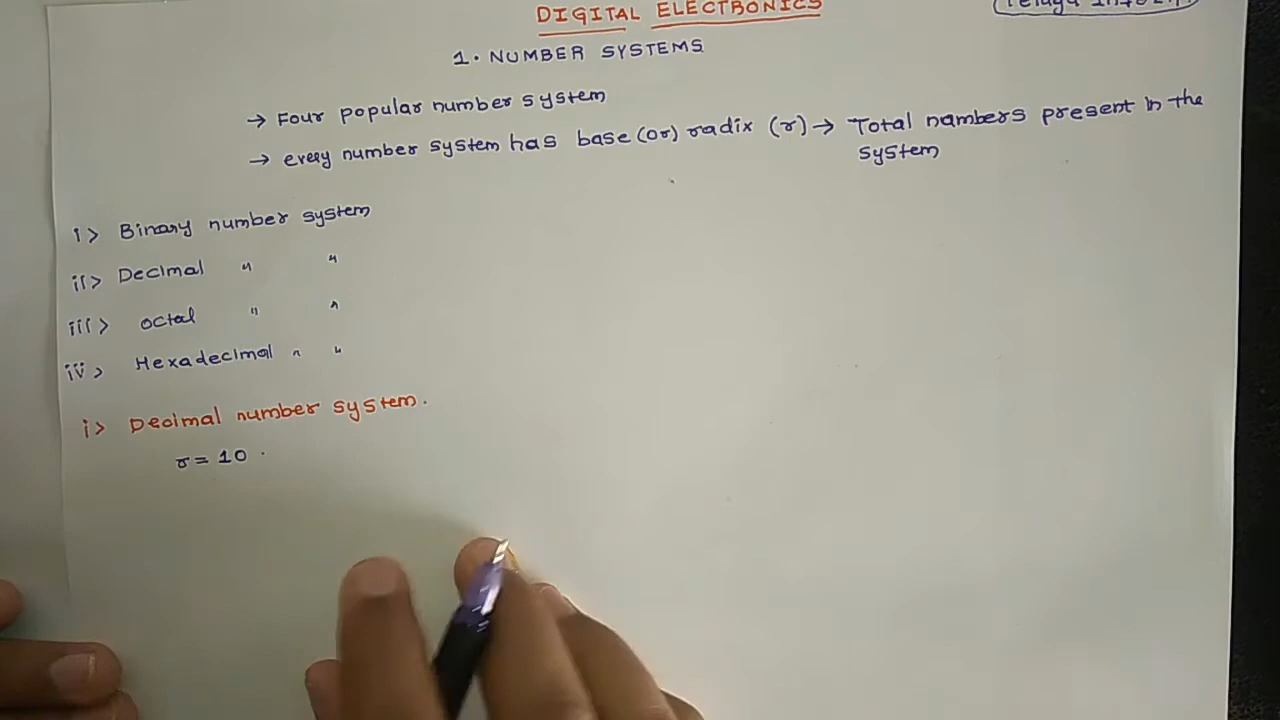 DIGITAL ELECTRONICS
1. NUMBER SYSTEMS
→ Four popular number system
→ every number system has base (or) radix (r) → Total nambers present in the
system
i> Binary number system
ii> Decimal " "
iii> octal " "
iv> Hexadecimal " "
i> Decimal number system.
r = 10 .